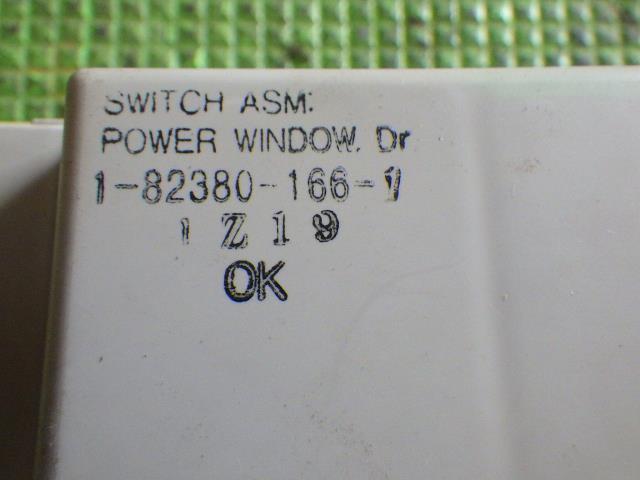 SWITCH ASM:
POWER WINDOW. Dr
1-82380-166-1
1 Z 1 9
OK